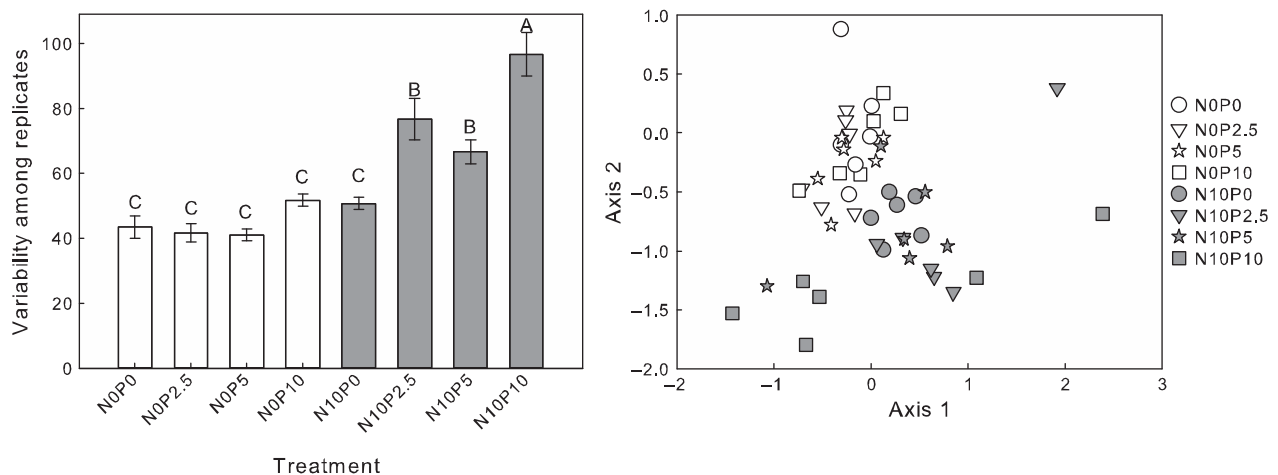 Variability among replicates
100
80
60
40
20
0
C
C
C
C
C
B
B
A
N0P0
N0P2.5
N0P5
N0P10
N10P0
N10P2.5
N10P5
N10P10
Treatment
Axis 2
1.0
0.5
0.0
–0.5
–1.0
–1.5
–2.0
–2
–1
0
1
2
3
Axis 1
N0P0
N0P2.5
N0P5
N0P10
N10P0
N10P2.5
N10P5
N10P10